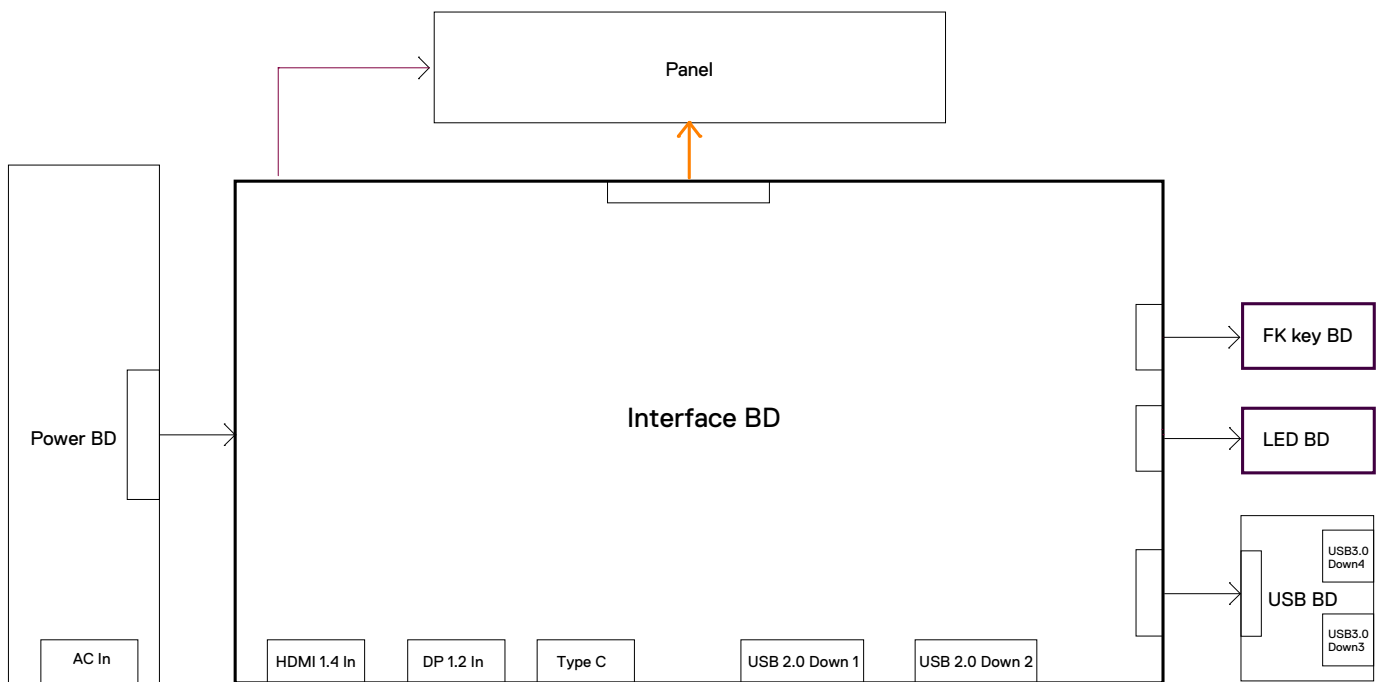 Panel
FK key BD
Interface BD
Power BD
LED BD
USB3.0
Down4
USB BD
USB3.0
Down3
AC In
HDMI 1.4 In
DP 1.2 In
Type C
USB 2.0 Down 1
USB 2.0 Down 2